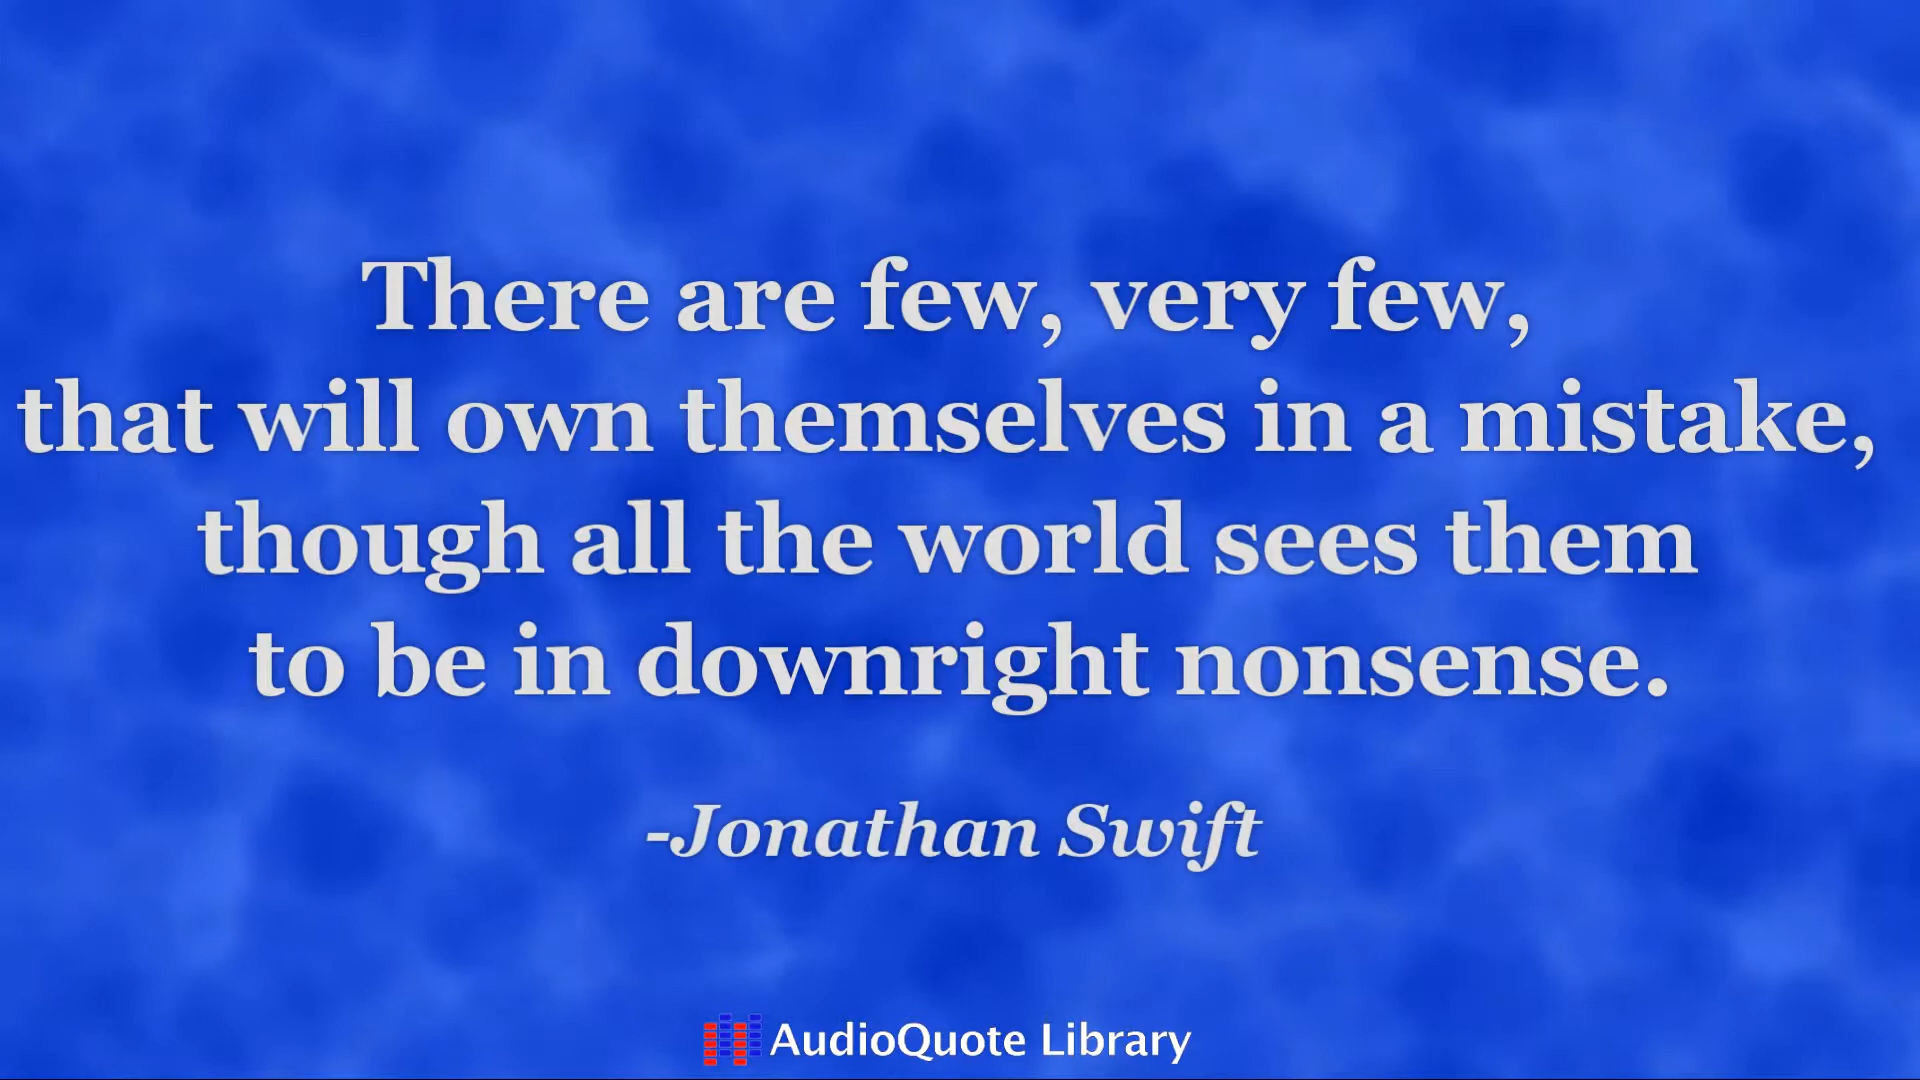 There are few, very few,
that will own themselves in a mistake,
though all the world sees them
to be in downright nonsense.
-Jonathan Swift
AudioQuote Library